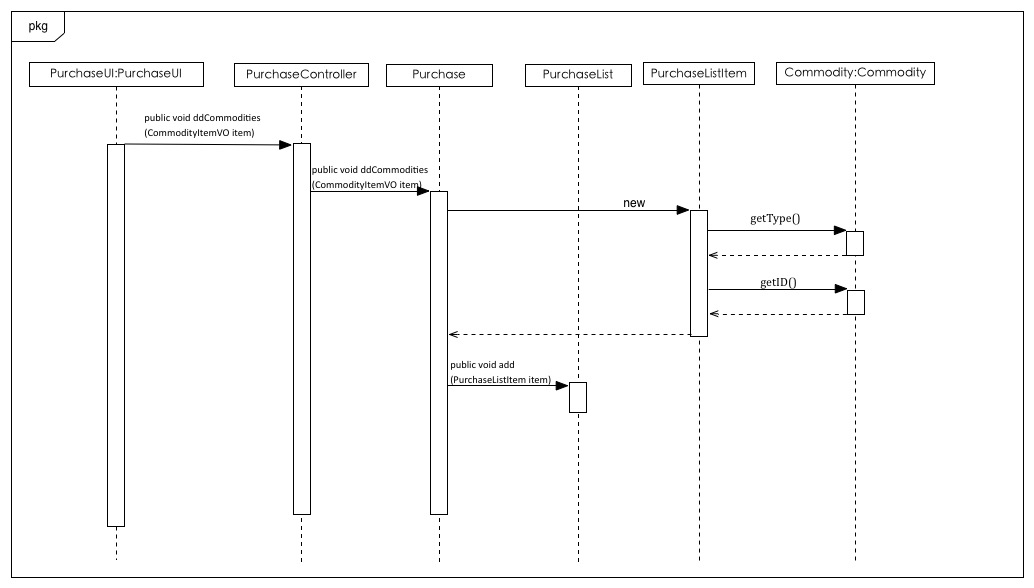 pkg
PurchaseUI:PurchaseUI
PurchaseController
Purchase
PurchaseList
PurchaseListItem
Commodity:Commodity
public void ddCommodities
(CommodityItemVO item)
public void ddCommodities
(CommodityItemVO item)
new
getType()
getID()
public void add
(PurchaseListItem item)